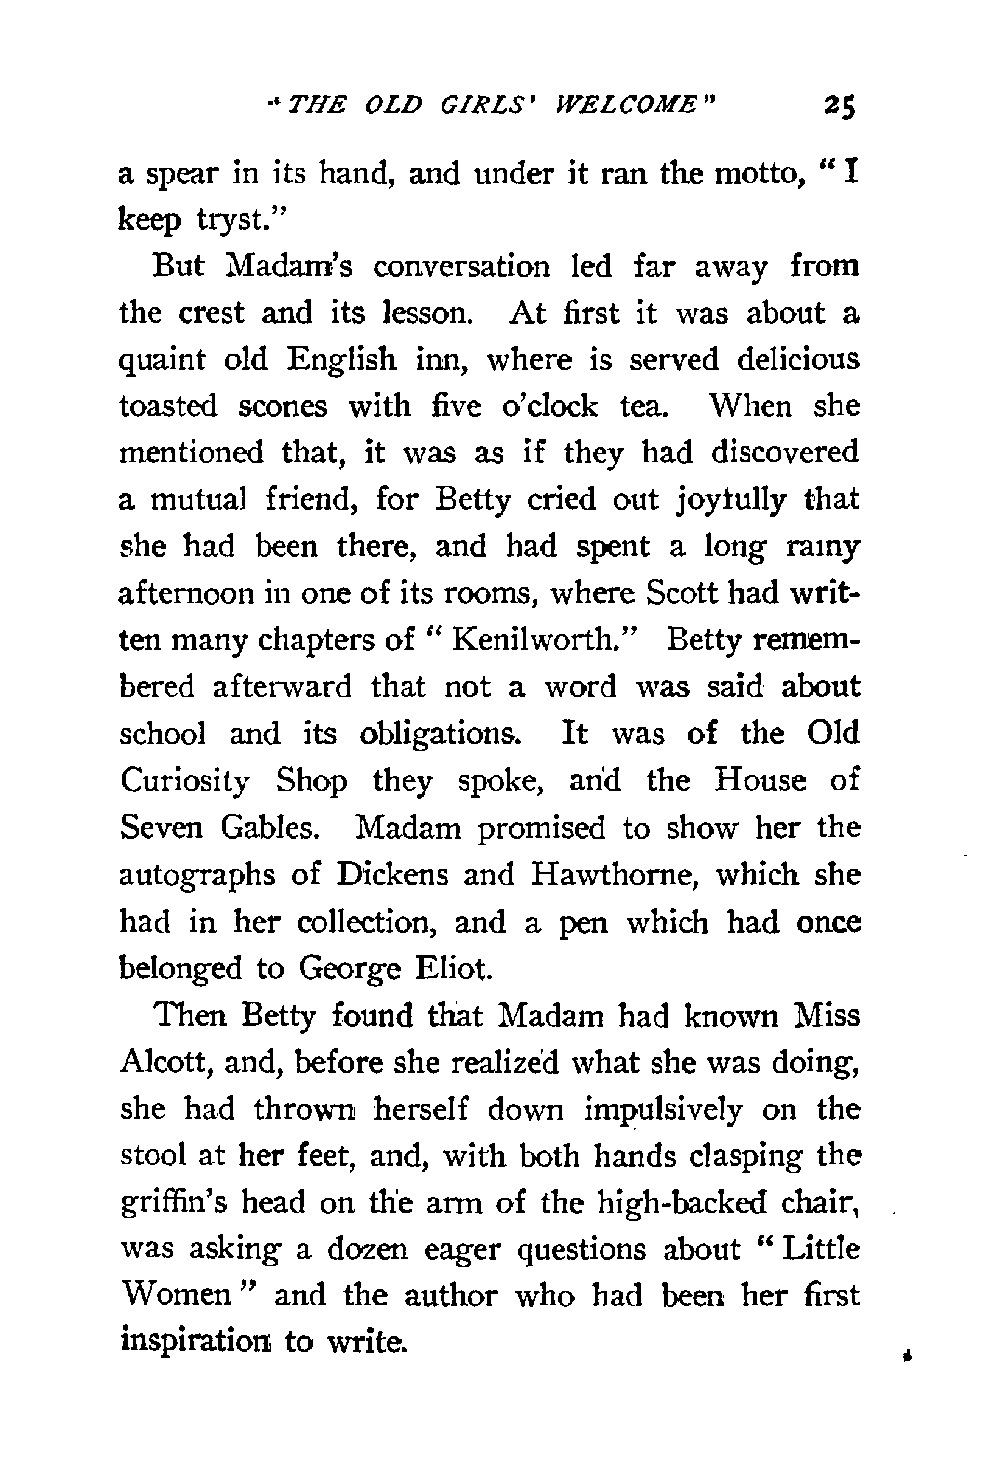 "THE OLD GIRLS' WELCOME" 25
a spear in its hand, and under it ran the motto, " I
keep tryst."
But Madam's conversation led far away from
the crest and its lesson. At first it was about a
quaint old English inn, where is served delicious
toasted scones with five o'clock tea. When she
mentioned that, it was as if they had discovered
a mutual friend, for Betty cried out joyfully that
she had been there, and had spent a long rainy
afternoon in one of its rooms, where Scott had writ-
ten many chapters of " Kenilworth." Betty remem-
bered afterward that not a word was said about
school and its obligations. It was of the Old
Curiosity Shop they spoke, and the House of
Seven Gables. Madam promised to show her the
autographs of Dickens and Hawthorne, which she
had in her collection, and a pen which had once
belonged to George Eliot.
Then Betty found that Madam had known Miss
Alcott, and, before she realized what she was doing,
she had thrown herself down impulsively on the
stool at her feet, and, with both hands clasping the
griffin's head on the arm of the high-backed chair,
was asking a dozen eager questions about " Little
Women " and the author who had been her first
inspiration to write.